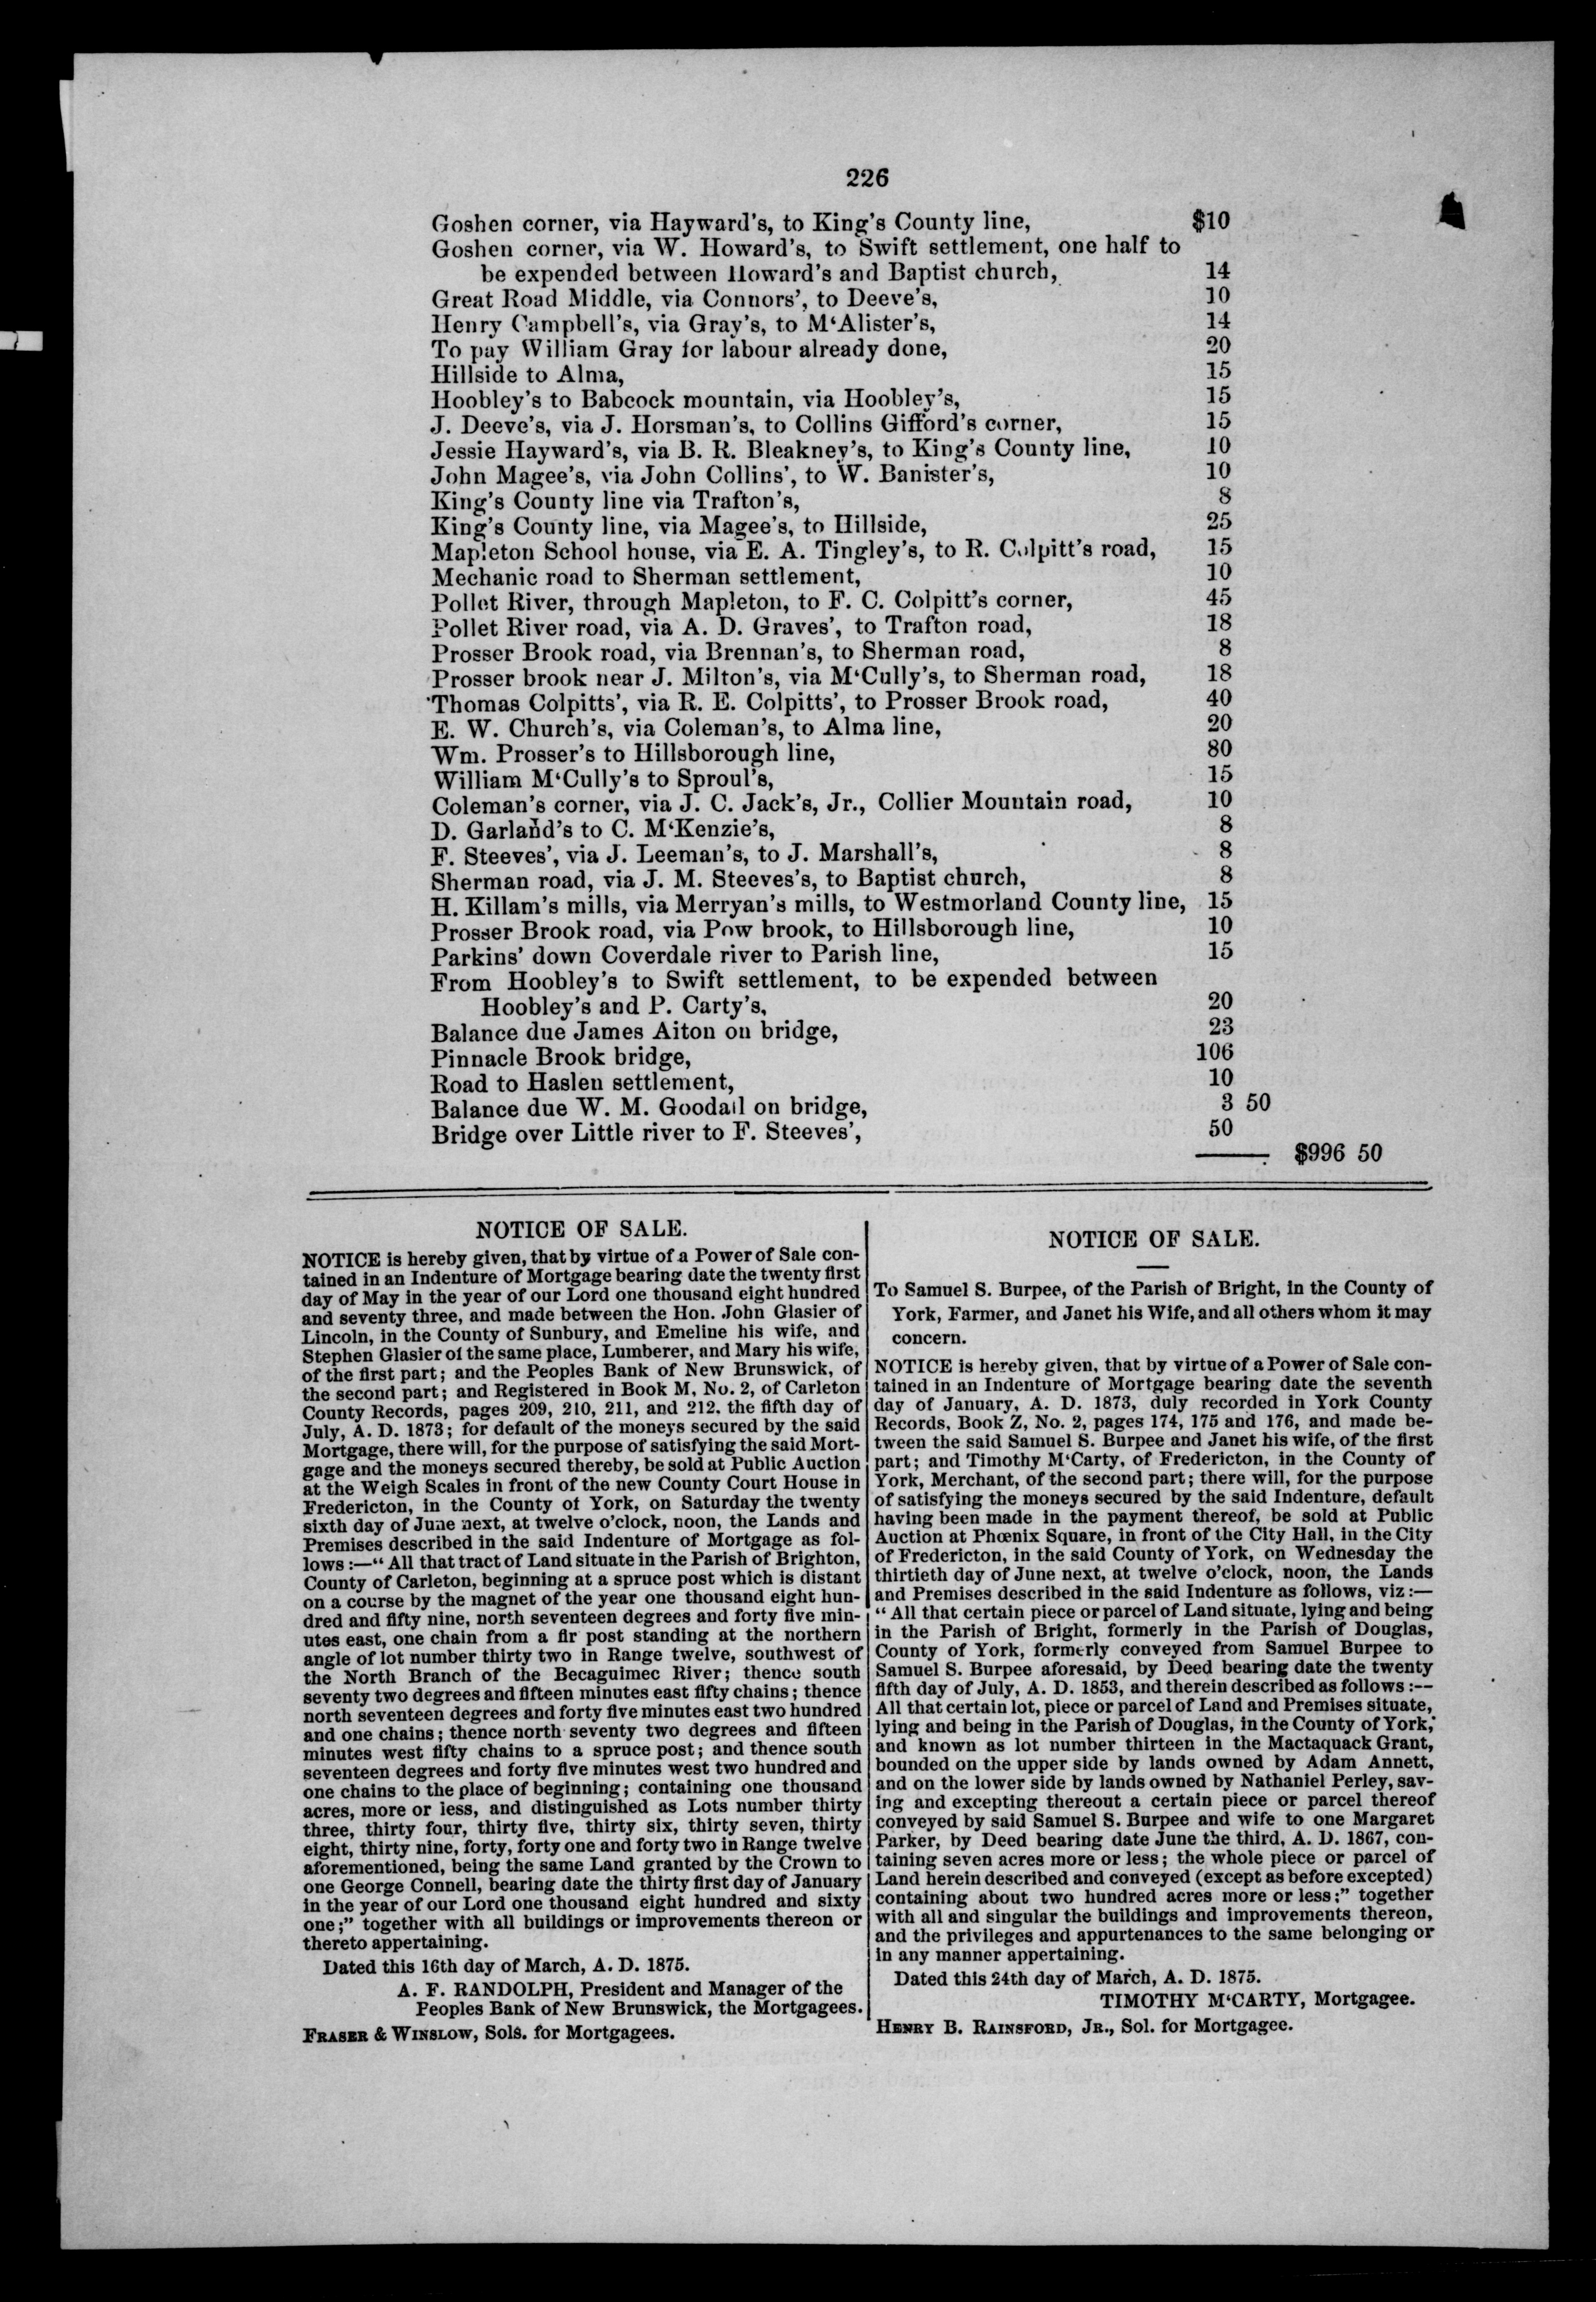 226
Goshen corner, via Hayward's, to King's County line, $10
Goshen corner, via W. Howard's, to Swift settlement, one half to
be expended between Howard's and Baptist church, 14
Great Road Middle, via Connors', to Deeve's, 10
Henry Campbell's, via Gray's, to M‘Alister's, 14
To pay William Gray for labour already done, 20
Hillside to Alma, 15
Hoobley's to Babcock mountain, via Hoobley's, 15
J. Deeve's, via J. Horsman's, to Collins Gifford's corner, 15
Jessie Hayward's, via B. R. Bleakney's, to King's County line, 10
John Magee's, via John Collins', to W. Banister's, 10
King's County line via Trafton's, 8
King's County line, via Magee's, to Hillside, 25
Mapleton School house, via E. A. Tingley's, to R. Colpitt's road, 15
Mechanic road to Sherman settlement, 10
Pollet River, through Mapleton, to F. C. Colpitt's corner, 45
Pollet River road, via A. D. Graves', to Trafton road, 18
Prosser Brook road, via Brennan's, to Sherman road, 8
Prosser brook near J. Milton's, via M‘Cully's, to Sherman road, 18
Thomas Colpitts', via R. E. Colpitts', to Prosser Brook road, 40
E. W. Church's, via Coleman's, to Alma line, 20
Wm. Prosser's to Hillsborough line, 80
William M‘Cully's to Sproul's, 15
Coleman's corner, via J. C. Jack's, Jr., Collier Mountain road, 10
D. Garland's to C. M‘Kenzie's, 8
F. Steeves', via J. Leeman's, to J. Marshall's, 8
Sherman road, via J. M. Steeves's, to Baptist church, 8
H. Killam's mills, via Merryan's mills, to Westmorland County line, 15
Prosser Brook road, via Pow brook, to Hillsborough line, 10
Parkins' down Coverdale river to Parish line, 15
From Hoobley's to Swift settlement, to be expended between
Hoobley's and P. Carty's, 20
Balance due James Aiton on bridge, 23
Pinnacle Brook bridge, 106
Road to Haslen settlement, 10
Balance due W. M. Goodall on bridge, 3 50
Bridge over Little river to F. Steeves', 50
$996 50
NOTICE OF SALE.
NOTICE is hereby given, that by virtue of a Power of Sale con-
tained in an Indenture of Mortgage bearing date the twenty first
day of May in the year of our Lord one thousand eight hundred
and seventy three, and made between the Hon. John Glasier of
Lincoln, in the County of Sunbury, and Emeline his wife, and
Stephen Glasier of the same place, Lumberer, and Mary his wife,
of the first part; and the Peoples Bank of New Brunswick, of
the second part; and Registered in Book M, No. 2, of Carleton
County Records, pages 209, 210, 211, and 212. the fifth day of
July, A. D. 1873; for default of the moneys secured by the said
Mortgage, there will, for the purpose of satisfying the said Mort-
gage and the moneys secured thereby, be sold at Public Auction
at the Weigh Scales in front of the new County Court House in
Fredericton, in the County of York, on Saturday the twenty
sixth day of June next, at twelve o'clock, noon, the Lands and
Premises described in the said Indenture of Mortgage as fol-
lows :—“ All that tract of Land situate in the Parish of Brighton,
County of Carleton, beginning at a spruce post which is distant
on a course by the magnet of the year one thousand eight hun-
dred and fifty nine, north seventeen degrees and forty five min-
utes east, one chain from a fir post standing at the northern
angle of lot number thirty two in Range twelve, southwest of
the North Branch of the Becaguimec River; thence south
seventy two degrees and fifteen minutes east fifty chains; thence
north seventeen degrees and forty five minutes east two hundred
and one chains; thence north seventy two degrees and fifteen
minutes west fifty chains to a spruce post; and thence south
seventeen degrees and forty five minutes west two hundred and
one chains to the place of beginning; containing one thousand
acres, more or less, and distinguished as Lots number thirty
three, thirty four, thirty five, thirty six, thirty seven, thirty
eight, thirty nine, forty, forty one and forty two in Range twelve
aforementioned, being the same Land granted by the Crown to
one George Connell, bearing date the thirty first day of January
in the year of our Lord one thousand eight hundred and sixty
one;” together with all buildings or improvements thereon or
thereto appertaining.
Dated this 16th day of March, A. D. 1875.
A. F. RANDOLPH, President and Manager of the
Peoples Bank of New Brunswick, the Mortgagees.
FRASER & WINSLOW, Sols. for Mortgagees.
NOTICE OF SALE.
To Samuel S. Burpee, of the Parish of Bright, in the County of
York, Farmer, and Janet his Wife, and all others whom it may
concern.
NOTICE is hereby given, that by virtue of a Power of Sale con-
tained in an Indenture of Mortgage bearing date the seventh
day of January, A. D. 1873, duly recorded in York County
Records, Book Z, No. 2, pages 174, 175 and 176, and made be-
tween the said Samuel S. Burpee and Janet his wife, of the first
part; and Timothy M‘Carty, of Fredericton, in the County of
York, Merchant, of the second part; there will, for the purpose
of satisfying the moneys secured by the said Indenture, default
having been made in the payment thereof, be sold at Public
Auction at Phœnix Square, in front of the City Hall, in the City
of Fredericton, in the said County of York, on Wednesday the
thirtieth day of June next, at twelve o'clock, noon, the Lands
and Premises described in the said Indenture as follows, viz :—
“ All that certain piece or parcel of Land situate, lying and being
in the Parish of Bright, formerly in the Parish of Douglas,
County of York, formerly conveyed from Samuel Burpee to
Samuel S. Burpee aforesaid, by Deed bearing date the twenty
fifth day of July, A. D. 1853, and therein described as follows :--
All that certain lot, piece or parcel of Land and Premises situate,
lying and being in the Parish of Douglas, in the County of York,
and known as lot number thirteen in the Mactaquack Grant,
bounded on the upper side by lands owned by Adam Annett,
and on the lower side by lands owned by Nathaniel Perley, sav-
ing and excepting thereout a certain piece or parcel thereof
conveyed by said Samuel S. Burpee and wife to one Margaret
Parker, by Deed bearing date June the third, A. D. 1867, con-
taining seven acres more or less; the whole piece or parcel of
Land herein described and conveyed (except as before excepted)
containing about two hundred acres more or less;” together
with all and singular the buildings and improvements thereon,
and the privileges and appurtenances to the same belonging or
in any manner appertaining.
Dated this 24th day of March, A. D. 1875.
TIMOTHY M‘CARTY, Mortgagee.
HENRY B. RAINSFORD, JR., Sol. for Mortgagee.